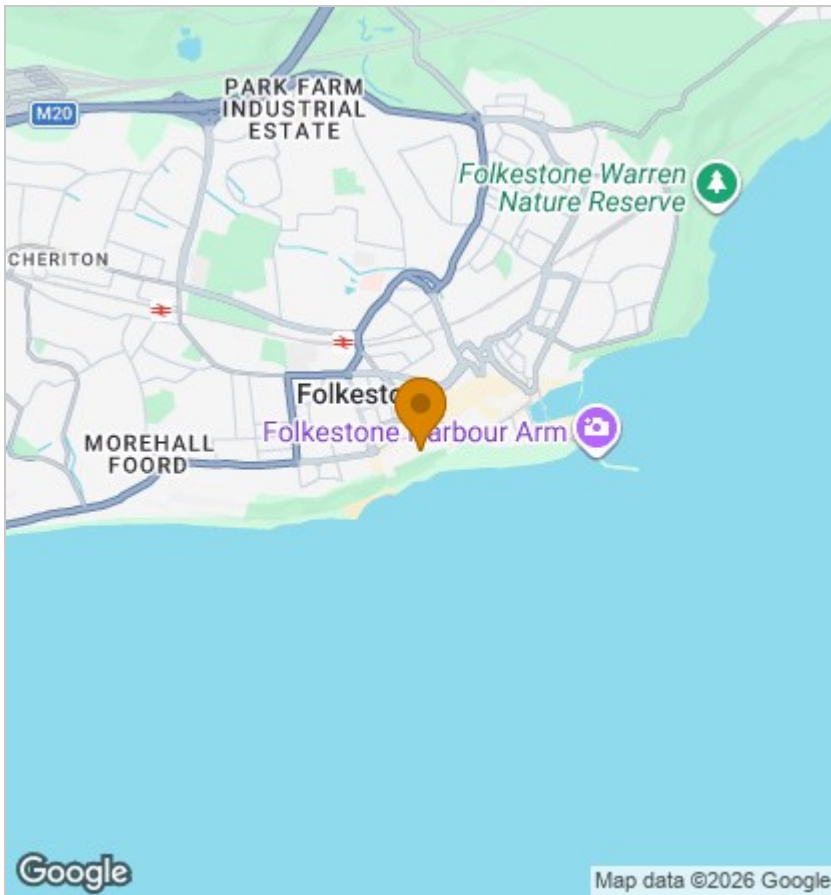 PARK FARM
INDUSTRIAL
ESTATE
M20
Folkestone Warren
Nature Reserve
CHERITON
Folkesto
Folkestone Harbour Arm
MOREHALL
FOORD
Google
Map data ©2026 Google